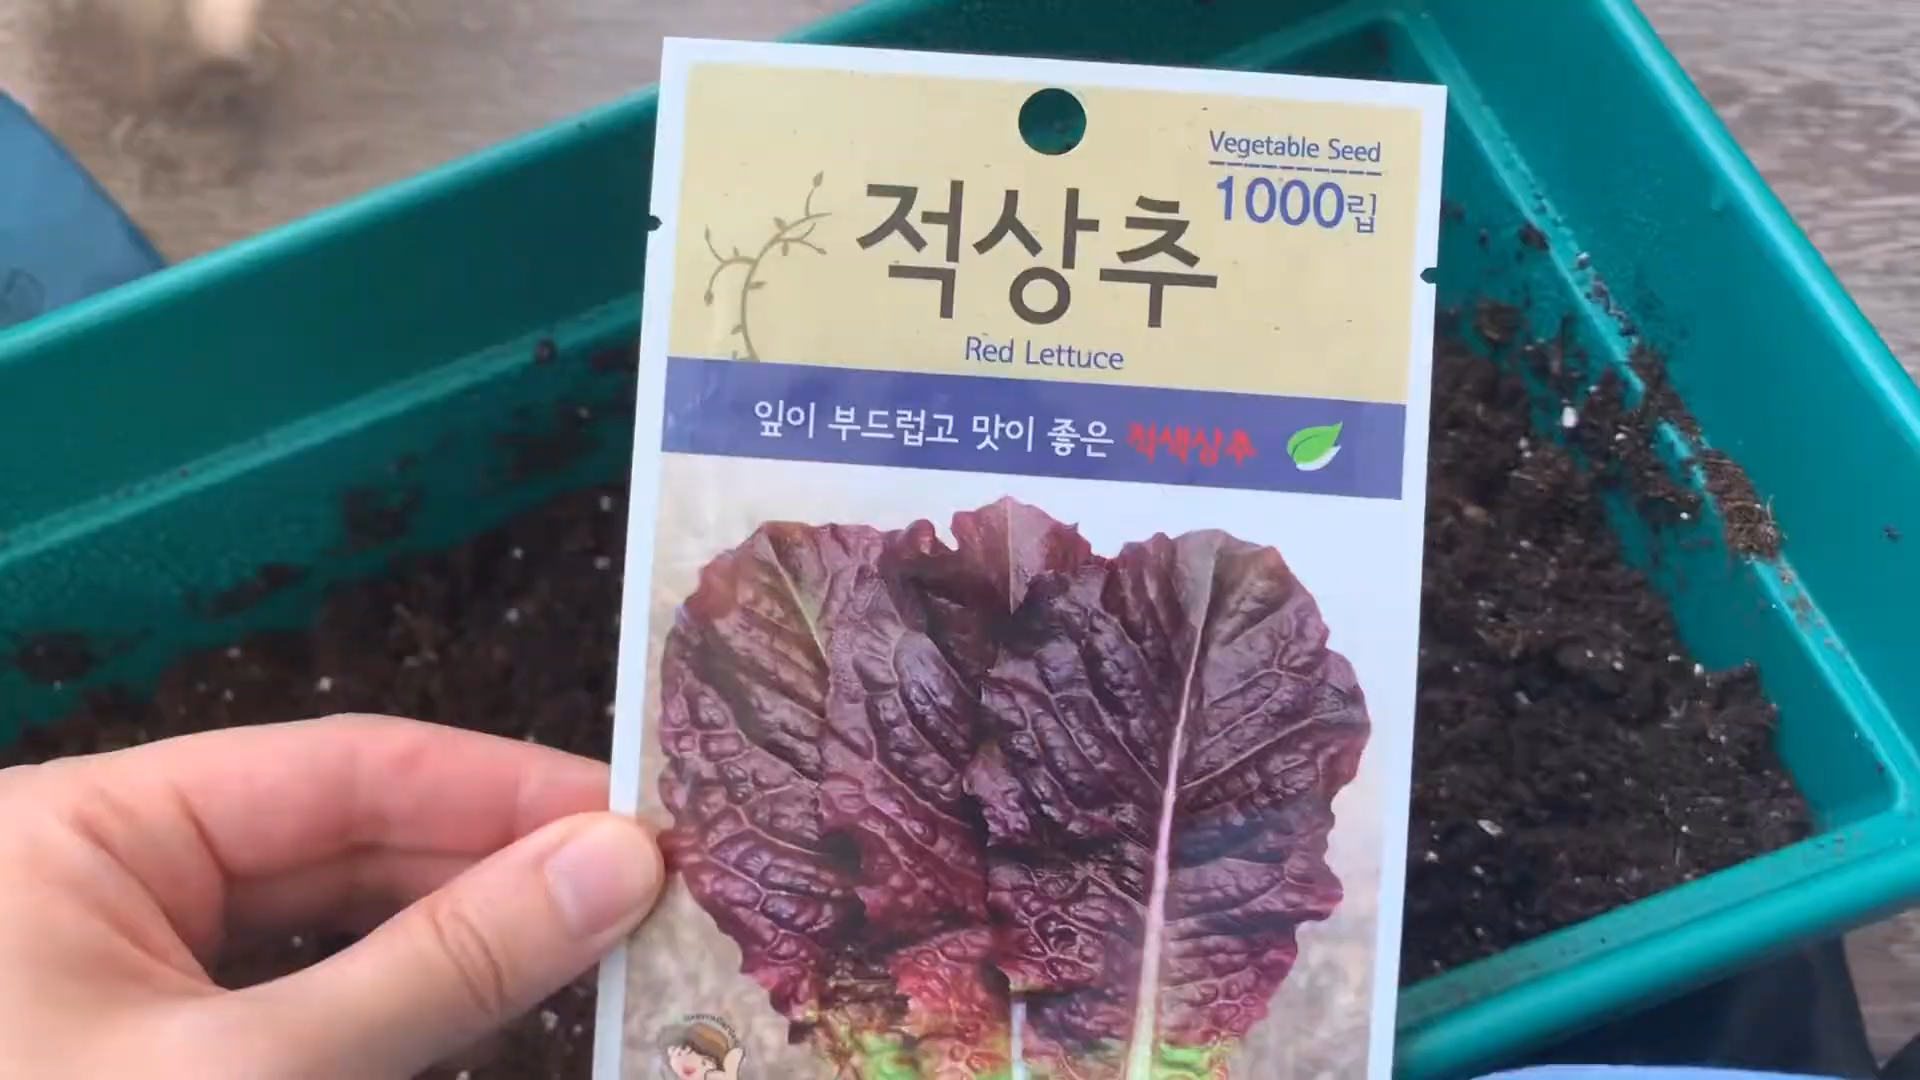 Vegetable Seed
1000립
적상추
Red Lettuce
잎이 부드럽고 맛이 좋은 적색상추